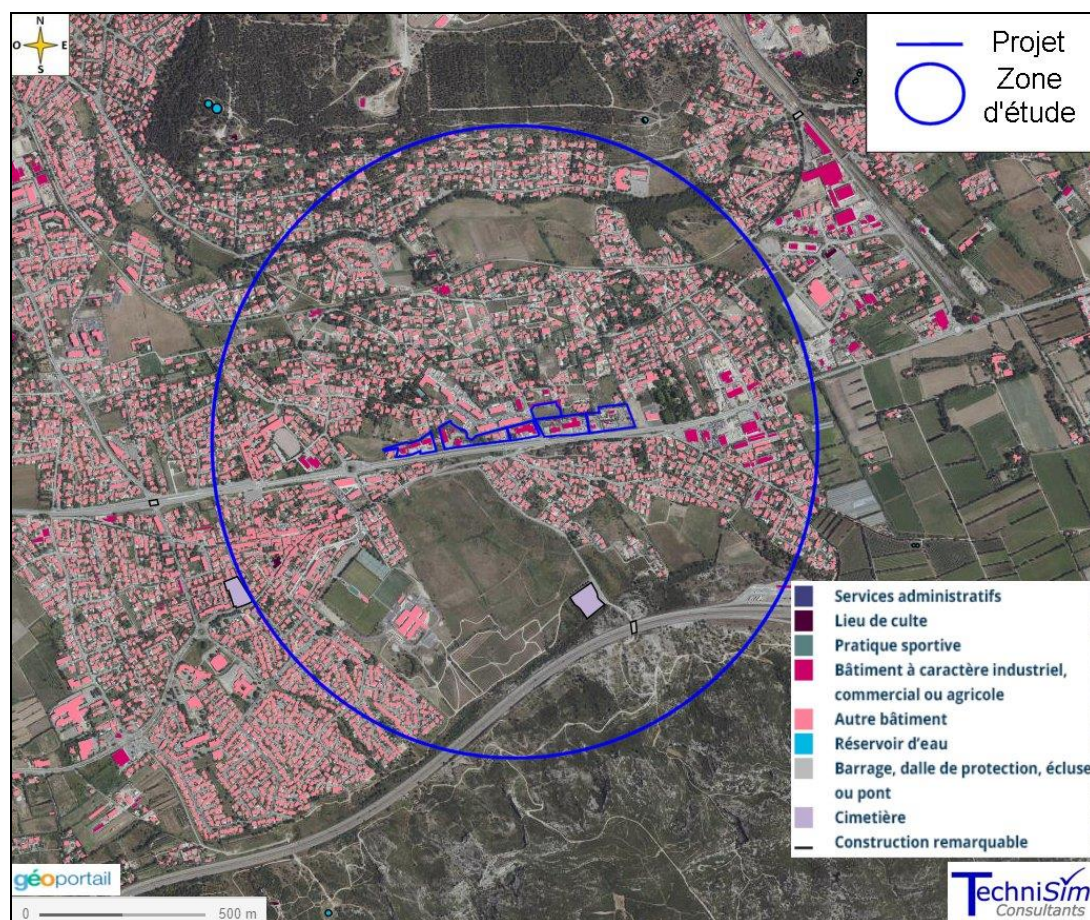 N
O E
S
Projet
Zone
d'étude
Services administratifs
Lieu de culte
Pratique sportive
Bâtiment à caractère industriel,
commercial ou agricole
Autre bâtiment
Réservoir d'eau
Barrage, dalle de protection, écluse
ou pont
Cimetière
Construction remarquable
géoportail
0 500 m
TechniSim
Consultants